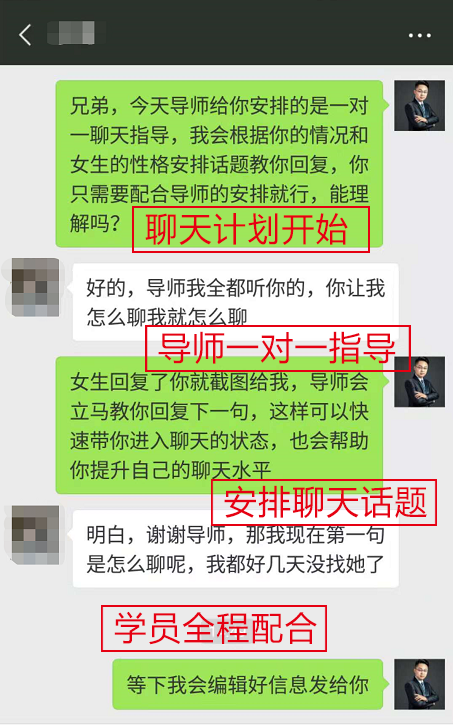 兄弟，今天导师给你安排的是一对
一聊天指导，我会根据你的情况和
女生的性格安排话题教你回复，你
只需要配合导师的安排就行，能理
解吗？
聊天计划开始
好的，导师我全都听你的，你让我
怎么聊我就怎么聊
导师一对一指导
女生回复了你就截图给我，导师会
立马教你回复下一句，这样可以快
速带你进入聊天的状态，也会帮助
你提升自己的聊天水平
安排聊天话题
明白，谢谢导师，那我现在第一句
是怎么聊呢，我都好几天没找她了
学员全程配合
等下我会编辑好信息发给你